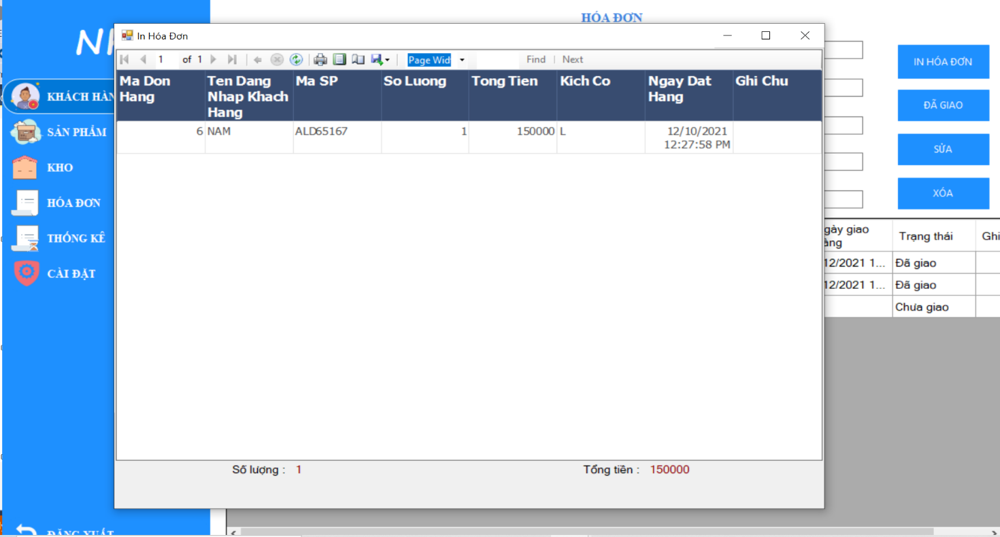 HÓA ĐƠN
In Hóa Đơn
1 of 1 Page Wid Find | Next
Ma Don Hang Ten Dang Nhap Khach Hang Ma SP So Luong Tong Tien Kich Co Ngay Dat Hang Ghi Chu
6 NAM ALD65167 1 150000 L 12/10/2021 12:27:58 PM
Số lượng : 1 Tổng tiền : 150000
KHÁCH HÀN
SẢN PHẨM
KHO
HÓA ĐƠN
THỐNG KÊ
CÀI ĐẶT
ĐĂNG XUẤT
IN HÓA ĐƠN
ĐÃ GIAO
SỬA
XÓA
gày giao Trạng thái Ghi
12/2021 1... Đã giao
12/2021 1... Đã giao
Chưa giao